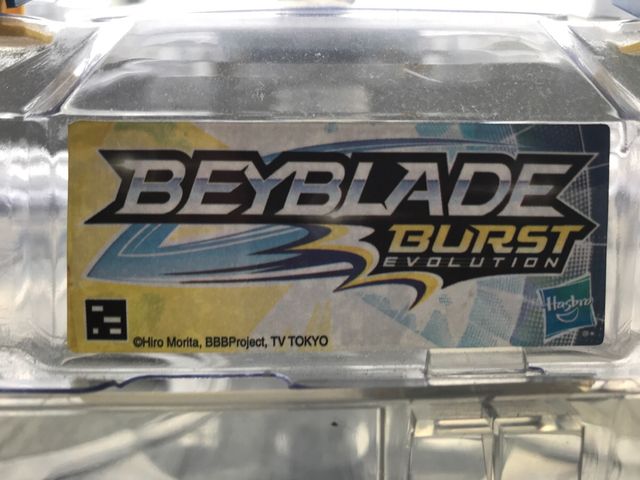 BEYBLADE
BURST
EVOLUTION
Hasbro
©Hiro Morita, BBBProject, TV TOKYO